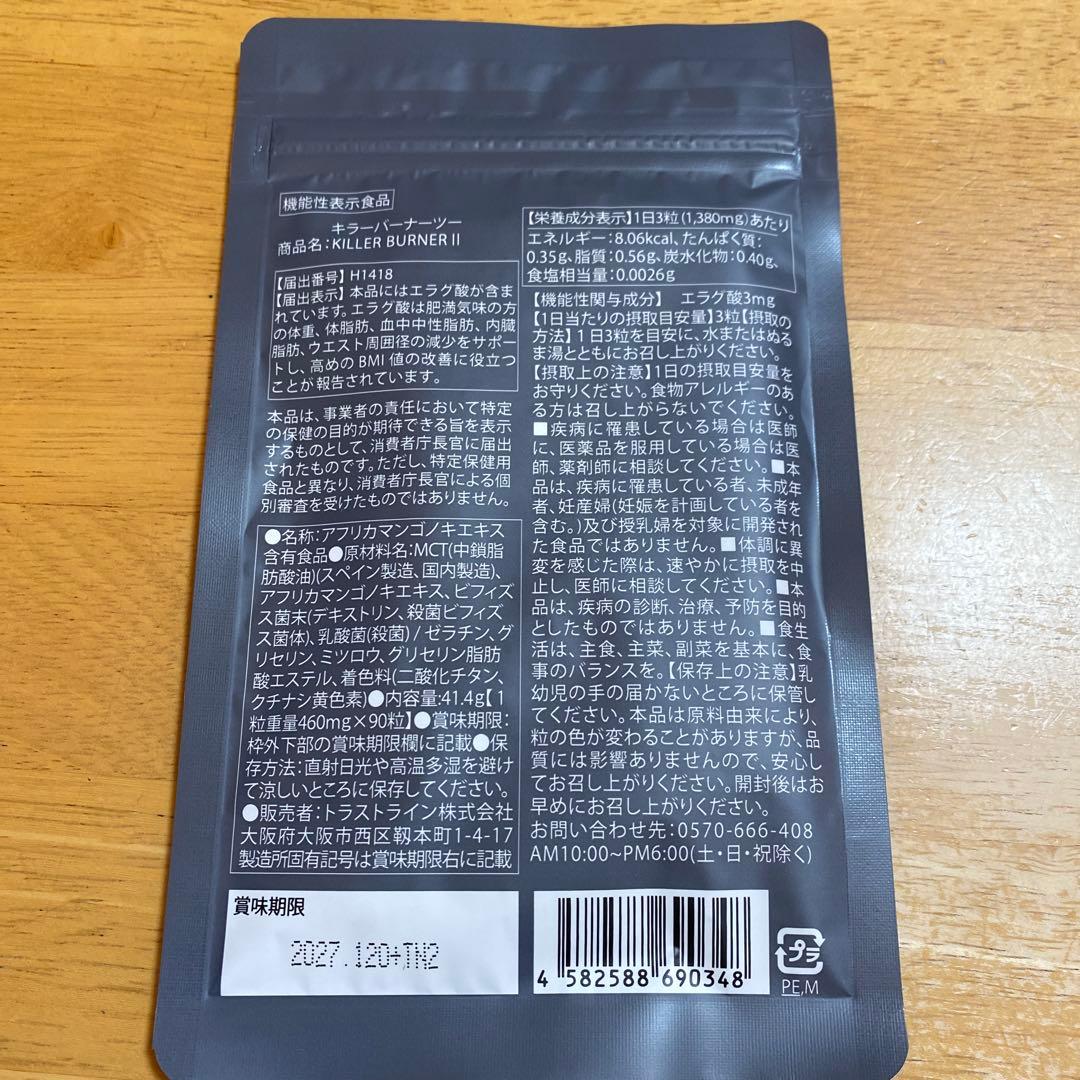 機能性表示食品
キラーバーナーツー
商品名:KILLER BURNERⅡ
【届出番号】H1418
【届出表示】本品にはエラグ酸が含ま
れています。エラグ酸は肥満気味の方
の体重、体脂肪、血中中性脂肪、内臓
脂肪、ウエスト周囲径の減少をサポー
トし、高めのBMI値の改善に役立つ
ことが報告されています。
本品は、事業者の責任において特定
の保健の目的が期待できる旨を表示
するものとして、消費者庁長官に届出
されたものです。ただし、特定保健用
食品と異なり、消費者庁長官による個
別審査を受けたものではありません。
●名称:アフリカマンゴノキエキス
含有食品●原材料名:MCT(中鎖脂
肪酸油)(スペイン製造、国内製造)、
アフリカマンゴノキエキス、ビフィズ
ス菌末(デキストリン、殺菌ビフィズ
ス菌体)、乳酸菌(殺菌)/ゼラチン、グ
リセリン、ミツロウ、グリセリン脂肪
酸エステル、着色料(二酸化チタン、
クチナシ黄色素)●内容量:41.4g【1
粒重量460mg×90粒】●賞味期限:
枠外下部の賞味期限欄に記載●保
存方法:直射日光や高温多湿を避け
て涼しいところに保存してください。
●販売者:トラストライン株式会社
大阪府大阪市西区靱本町1-4-17
製造所固有記号は賞味期限右に記載
【栄養成分表示】1日3粒(1,380mg)あたり
エネルギー:8.06kcal、たんぱく質:
0.35g、脂質:0.56g、炭水化物:0.40g、
食塩相当量:0.0026g
【機能性関与成分】 エラグ酸3mg
【1日当たりの摂取目安量】3粒【摂取の
方法】1日3粒を目安に、水またはぬる
ま湯とともにお召し上がりください。
【摂取上の注意】1日の摂取目安量を
お守りください。食物アレルギーのあ
る方は召し上がらないでください。
■疾病に罹患している場合は医師
に、医薬品を服用している場合は医
師、薬剤師に相談してください。■本
品は、疾病に罹患している者、未成年
者、妊産婦(妊娠を計画している者を
含む。)及び授乳婦を対象に開発され
た食品ではありません。■体調に異
変を感じた際は、速やかに摂取を中
止し、医師に相談してください。■本
品は、疾病の診断、治療、予防を目的
としたものではありません。■食生
活は、主食、主菜、副菜を基本に、食
事のバランスを。【保存上の注意】乳
幼児の手の届かないところに保管し
てください。本品は原料由来により、
粒の色が変わることがありますが、品
質には影響ありませんので、安心し
てお召し上がりください。開封後はお
早めにお召し上がりください。
お問い合わせ先:0570-666-408
AM10:00~PM6:00(土・日・祝除く)
賞味期限
2027.120+TN2
4 582588 690348
プラ
PE,M